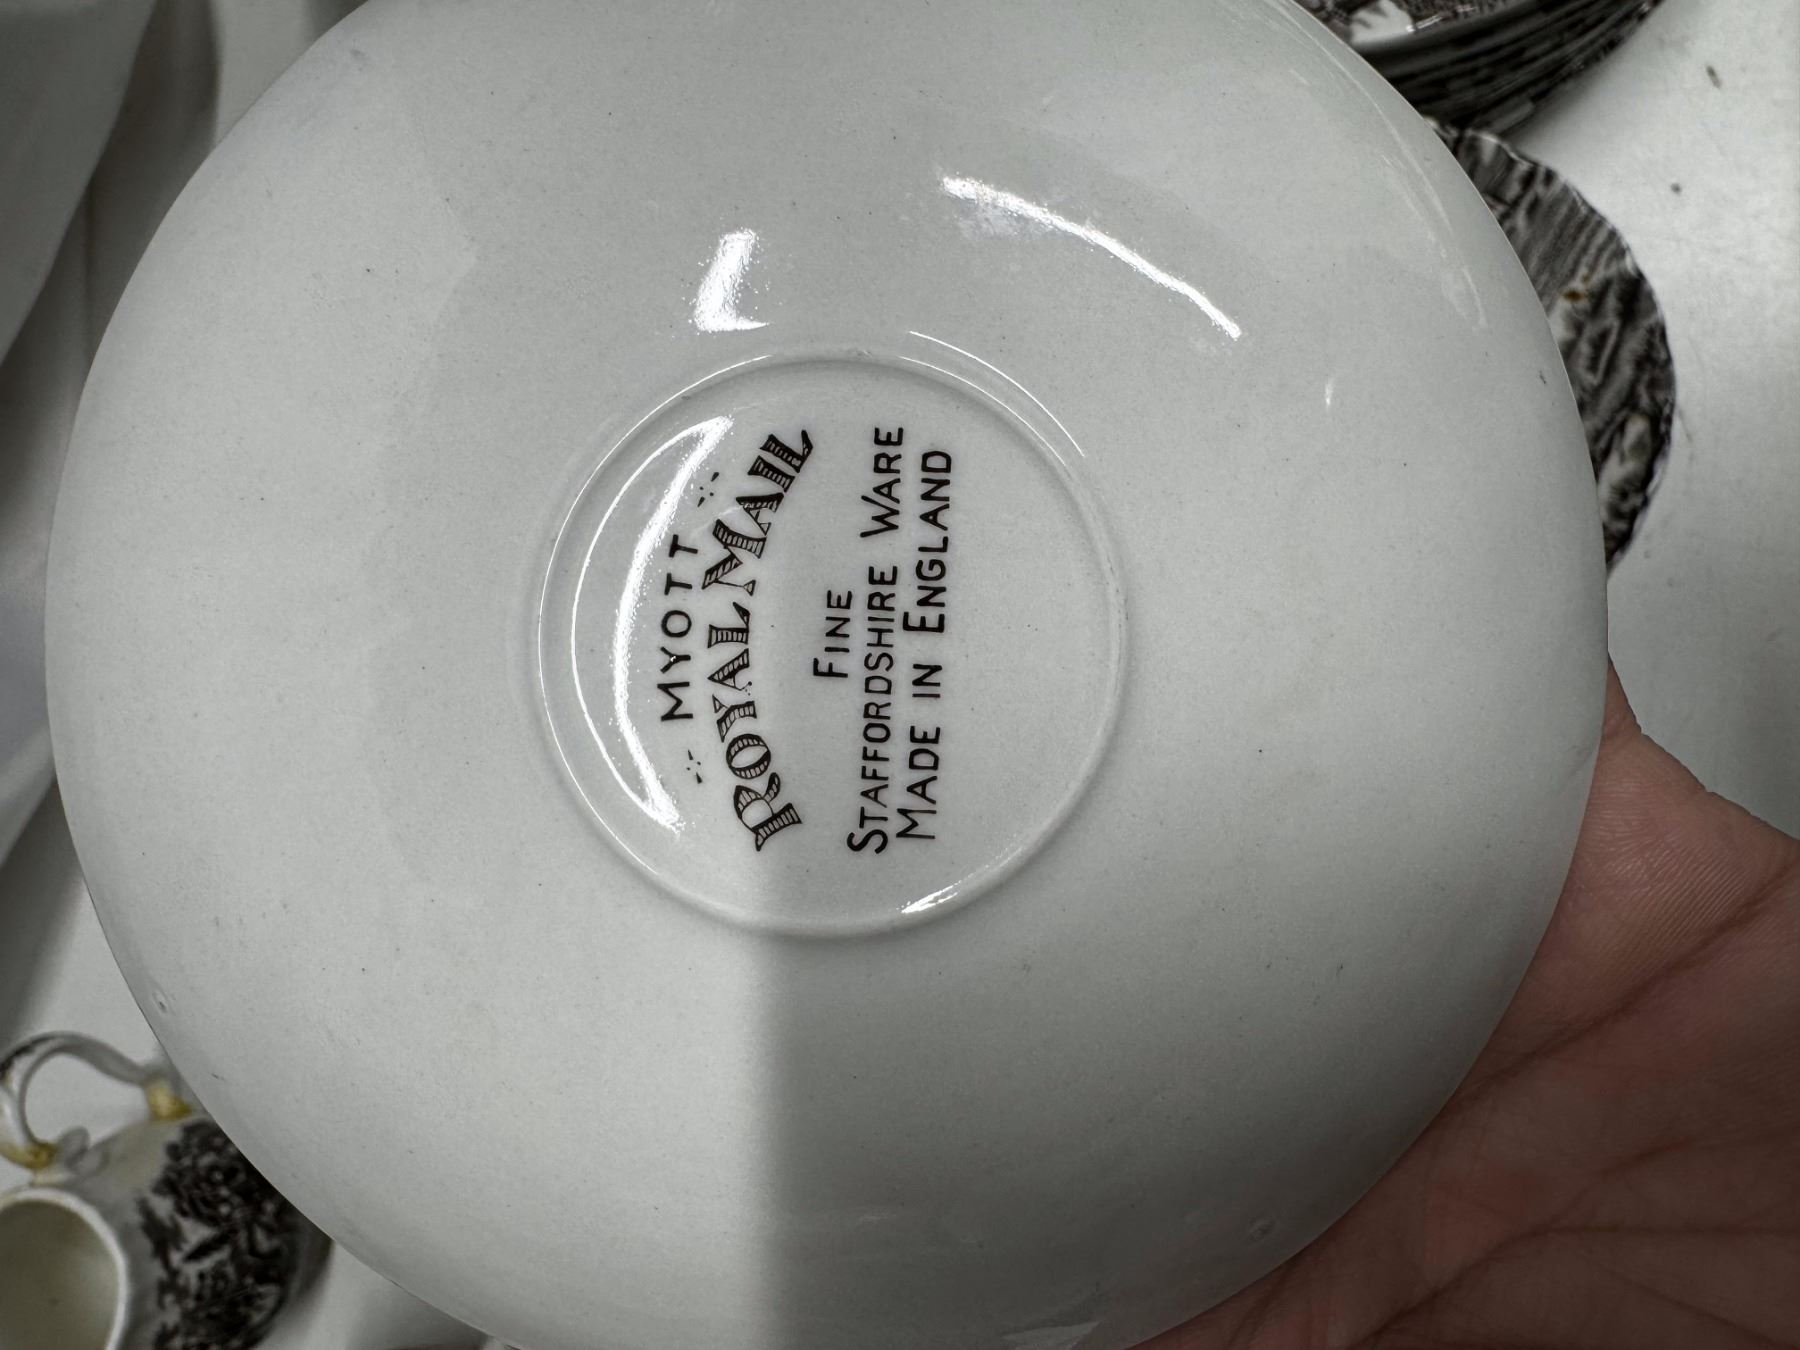 MYOTT
ROYAL MAIL
FINE
STAFFORDSHIRE WARE
MADE IN ENGLAND